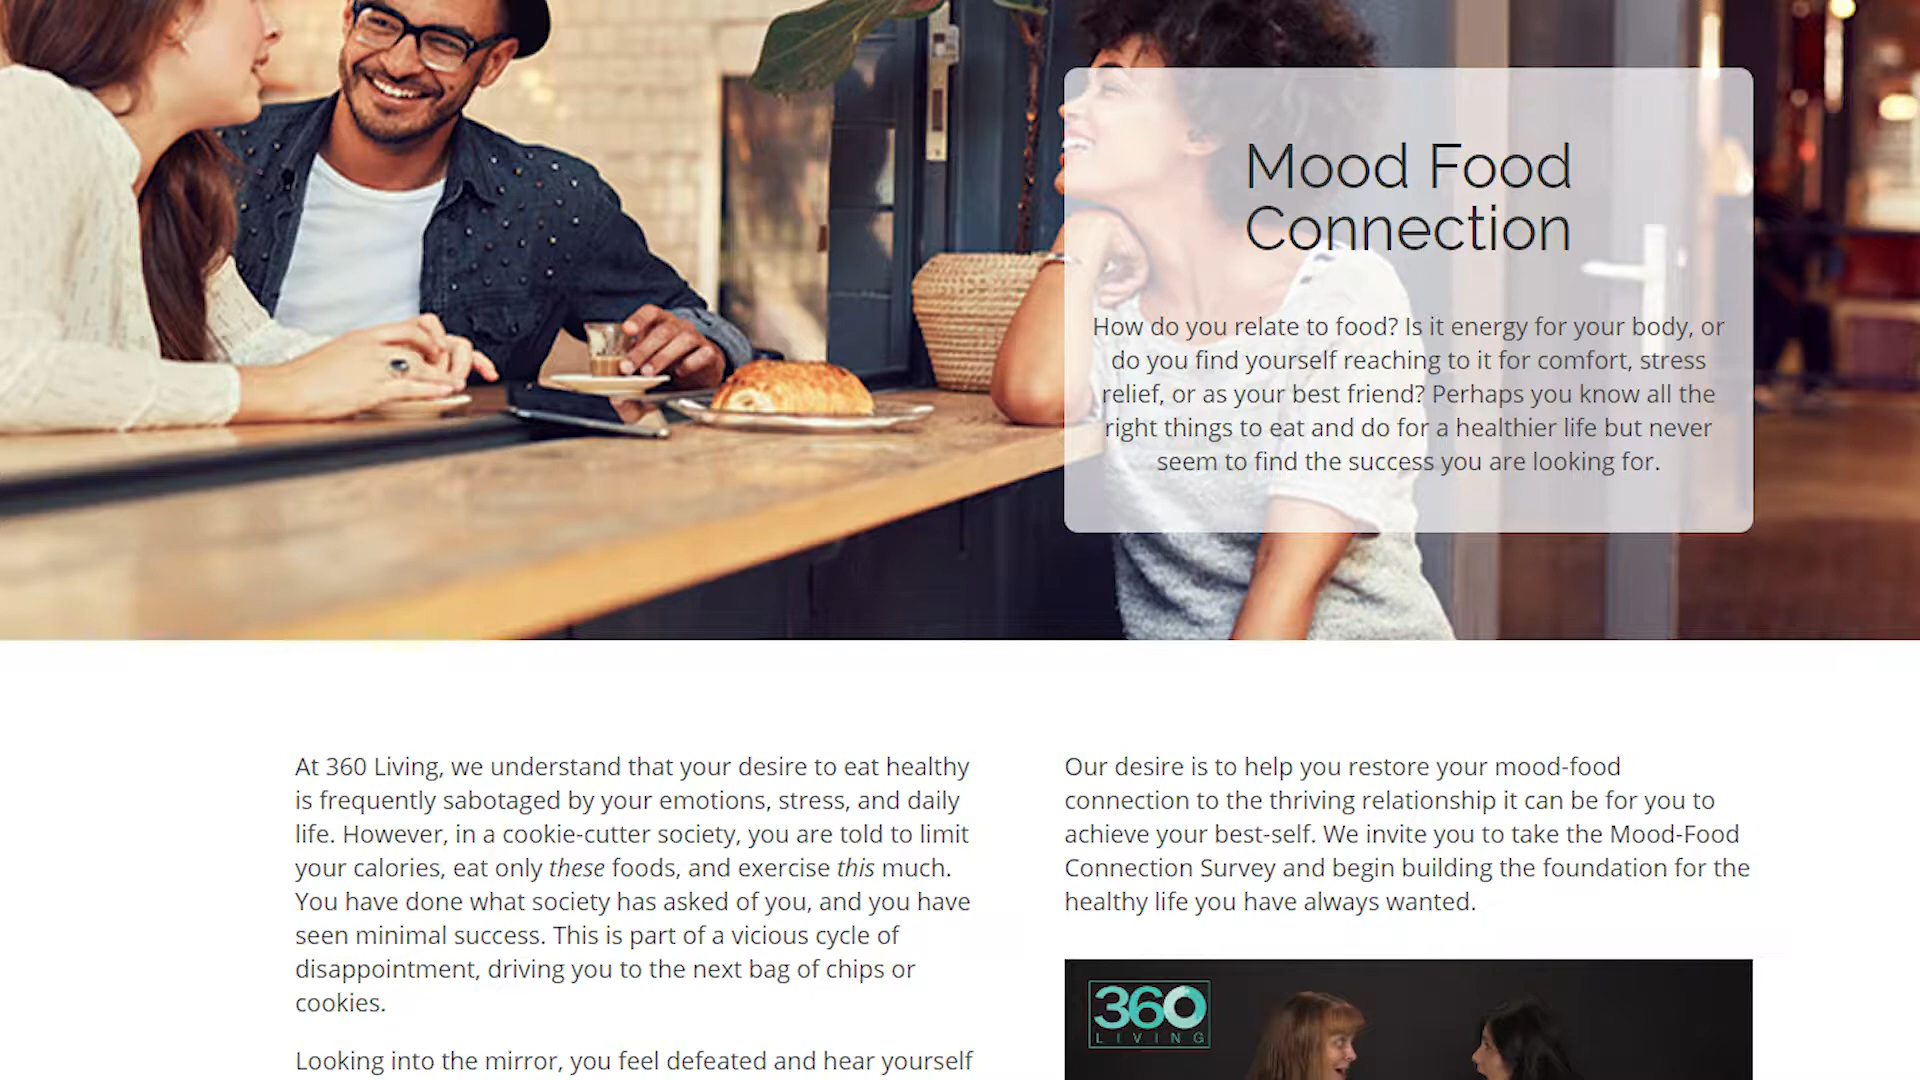 Mood Food
Connection
How do you relate to food? Is it energy for your body, or
do you find yourself reaching to it for comfort, stress
relief, or as your best friend? Perhaps you know all the
right things to eat and do for a healthier life but never
seem to find the success you are looking for.
At 360 Living, we understand that your desire to eat healthy
is frequently sabotaged by your emotions, stress, and daily
life. However, in a cookie-cutter society, you are told to limit
your calories, eat only these foods, and exercise this much.
You have done what society has asked of you, and you have
seen minimal success. This is part of a vicious cycle of
disappointment, driving you to the next bag of chips or
cookies.
Looking into the mirror, you feel defeated and hear yourself
Our desire is to help you restore your mood-food
connection to the thriving relationship it can be for you to
achieve your best-self. We invite you to take the Mood-Food
Connection Survey and begin building the foundation for the
healthy life you have always wanted.
360
LIVING